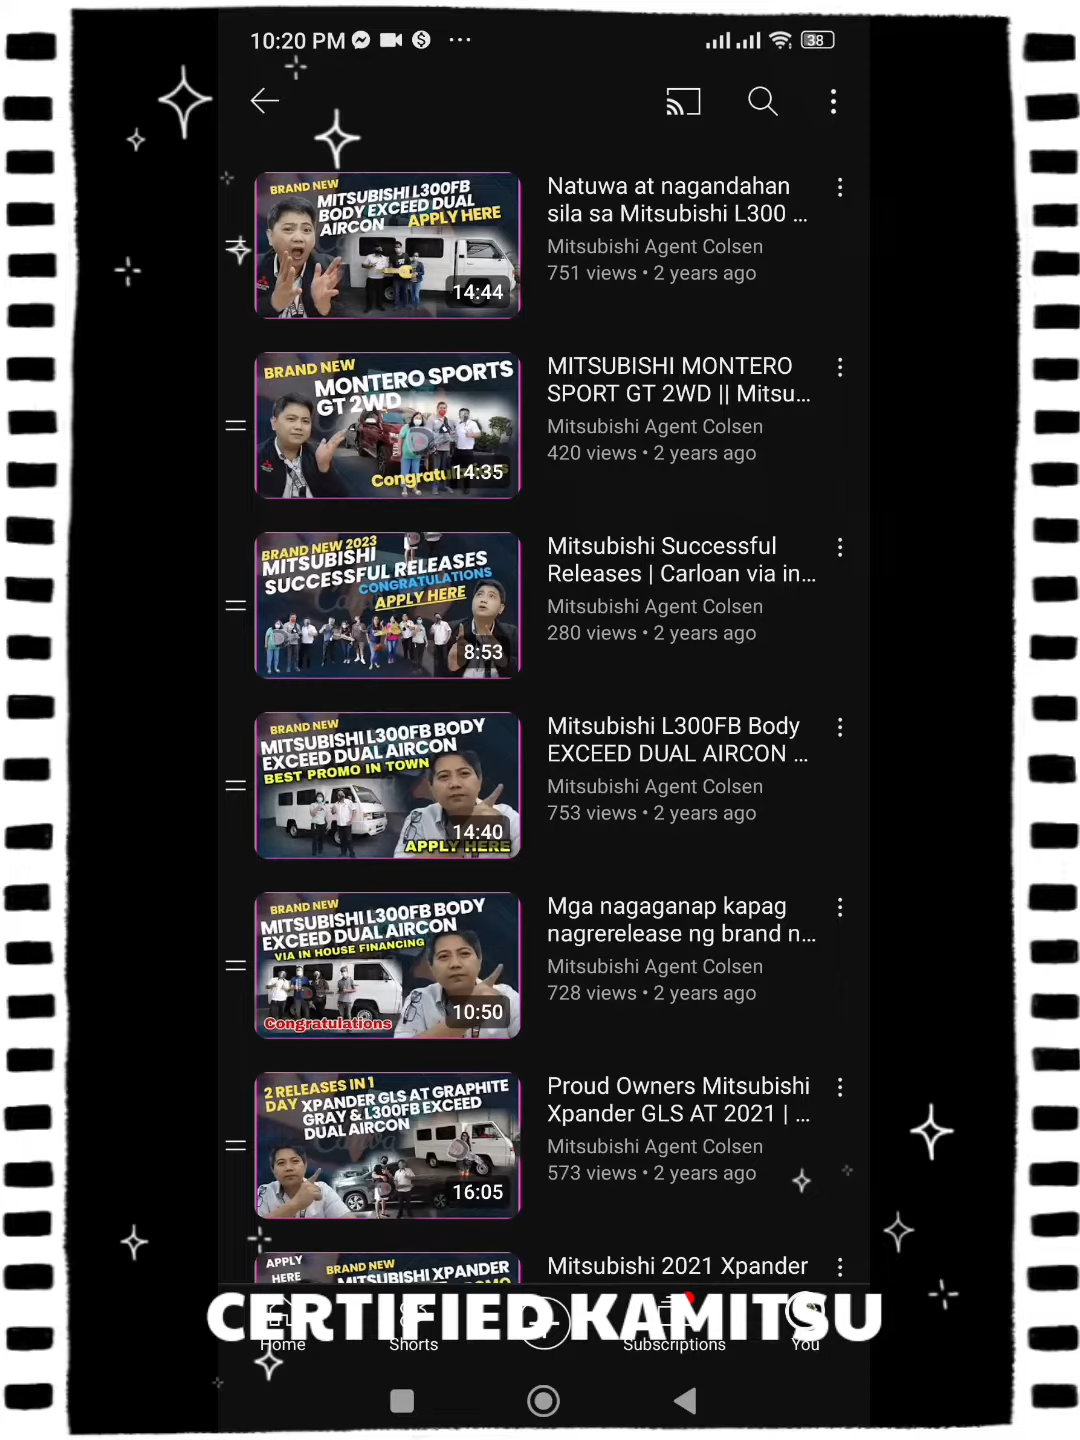 10:20 PM
38
BRAND NEW
MITSUBISHI L300FB
BODY EXCEED DUAL
AIRCON APPLY HERE
14:44
Natuwa at nagandahan
sila sa Mitsubishi L300 ...
Mitsubishi Agent Colsen
751 views • 2 years ago
BRAND NEW
MONTERO SPORTS
GT 2WD
14:35
MITSUBISHI MONTERO
SPORT GT 2WD || Mitsu...
Mitsubishi Agent Colsen
420 views • 2 years ago
BRAND NEW 2023
MITSUBISHI
SUCCESSFUL RELEASES
CONGRATULATIONS
APPLY HERE
8:53
Mitsubishi Successful
Releases | Carloan via in...
Mitsubishi Agent Colsen
280 views • 2 years ago
BRAND NEW
MITSUBISHI L300FB BODY
EXCEED DUAL AIRCON
BEST PROMO IN TOWN
14:40
APPLY HERE
Mitsubishi L300FB Body
EXCEED DUAL AIRCON ...
Mitsubishi Agent Colsen
753 views • 2 years ago
BRAND NEW
MITSUBISHI L300FB BODY
EXCEED DUAL AIRCON
VIA IN HOUSE FINANCING
10:50
Congratulations
Mga nagaganap kapag
nagrerelease ng brand n...
Mitsubishi Agent Colsen
728 views • 2 years ago
2 RELEASES IN 1
DAY XPANDER GLS AT GRAPHITE
GRAY & L300FB EXCEED
DUAL AIRCON
16:05
Proud Owners Mitsubishi
Xpander GLS AT 2021 | ...
Mitsubishi Agent Colsen
573 views • 2 years ago
APPLY
HERE
BRAND NEW
MITSUBISHI XPANDER
Mitsubishi 2021 Xpander
CERTIFIED KAMITSU
Home
Shorts
Subscriptions
You